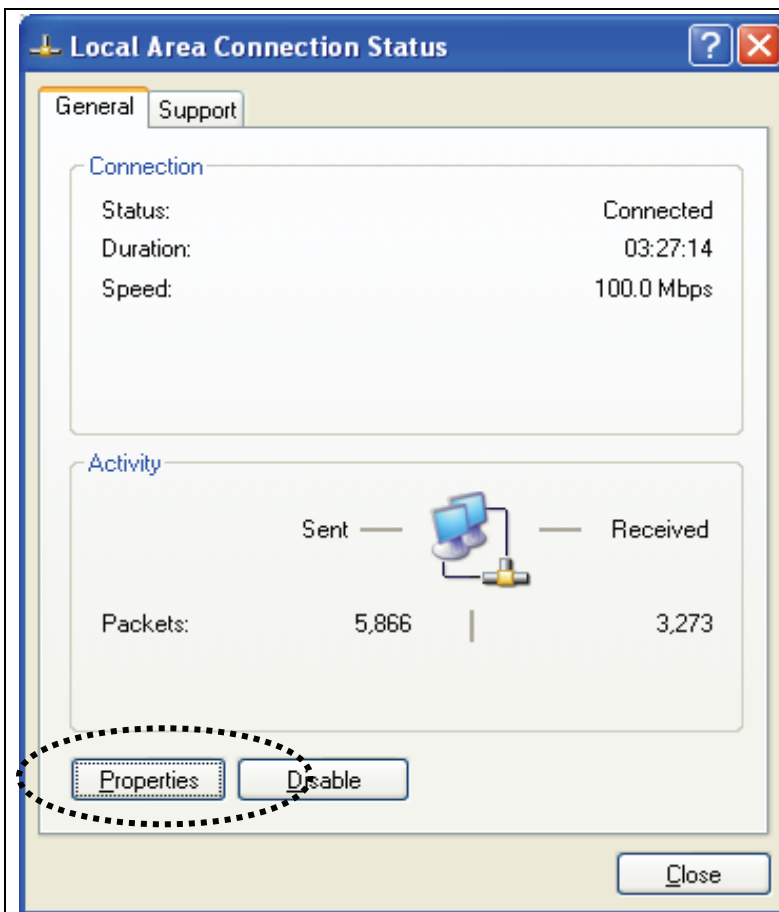 Local Area Connection Status
General Support
Connection
Status: Connected
Duration: 03:27:14
Speed: 100.0 Mbps
Activity
Sent Received
Packets: 5,866 3,273
Properties Disable
Close